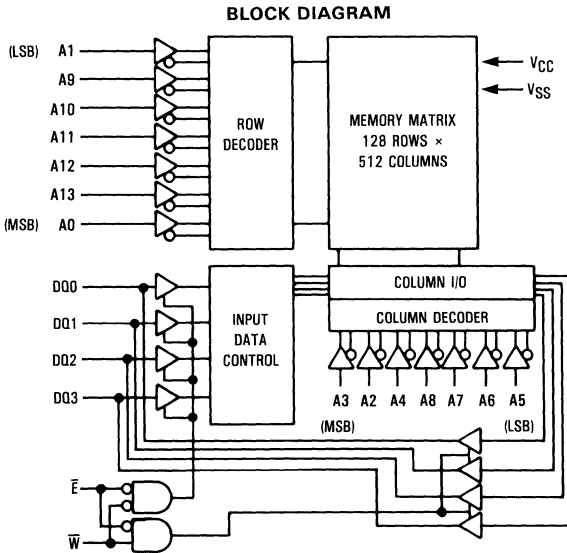 BLOCK DIAGRAM
(LSB) A1
A9
A10
A11
A12
A13
(MSB) A0
ROW
DECODER
MEMORY MATRIX
128 ROWS ×
512 COLUMNS
VCC
VSS
DQ0
DQ1
DQ2
DQ3
INPUT
DATA
CONTROL
COLUMN I/O
COLUMN DECODER
A3 A2 A4 A8 A7 A6 A5
(MSB) (LSB)
E̅
W̅